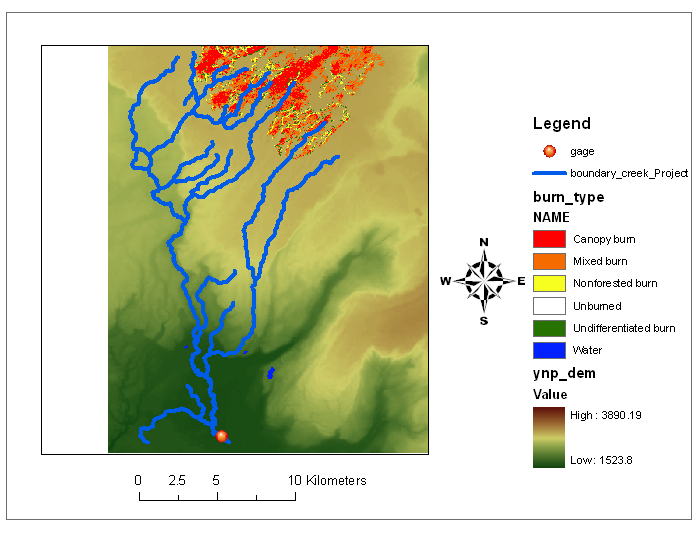 Legend
gage
boundary_creek_Project
burn_type
NAME
Canopy burn
Mixed burn
Nonforested burn
Unburned
Undifferentiated burn
Water
ynp_dem
Value
High : 3890.19
Low : 1523.8
N
W E
S
0 2.5 5 10 Kilometers